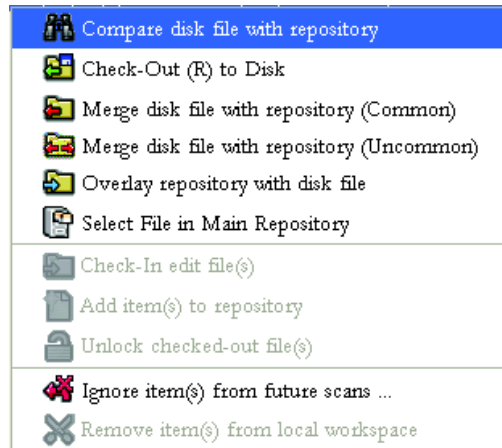 Compare disk file with repository
Check-Out (R) to Disk
Merge disk file with repository (Common)
Merge disk file with repository (Uncommon)
Overlay repository with disk file
Select File in Main Repository
Check-In edit file(s)
Add item(s) to repository
Unlock checked-out file(s)
Ignore item(s) from future scans ...
Remove item(s) from local workspace